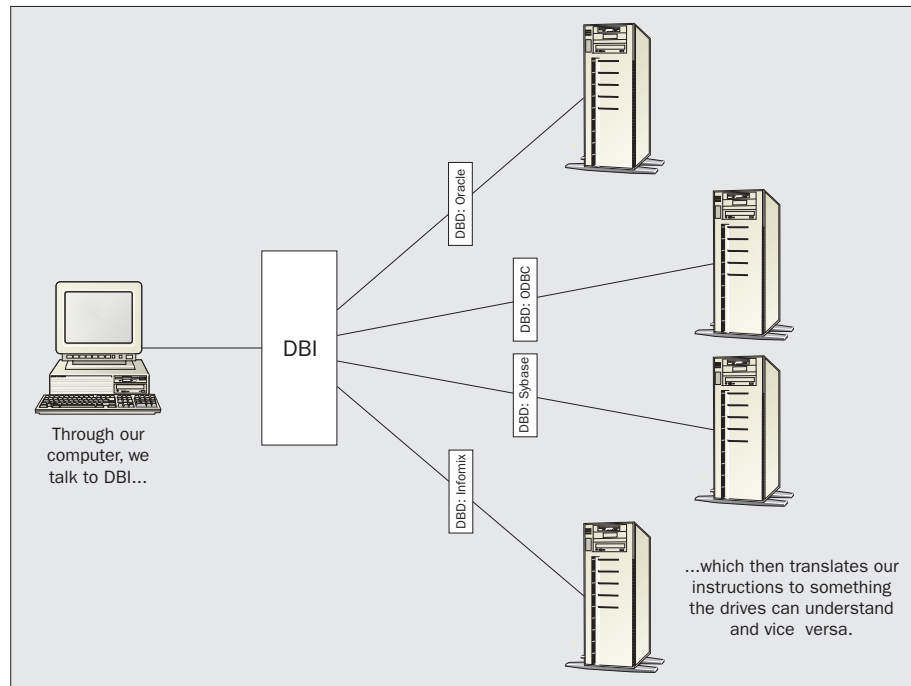 DBD: Oracle
DBD: ODBC
DBI
DBD: Sybase
Through our
computer, we
talk to DBI...
DBD: Infomix
...which then translates our
instructions to something
the drives can understand
and vice versa.